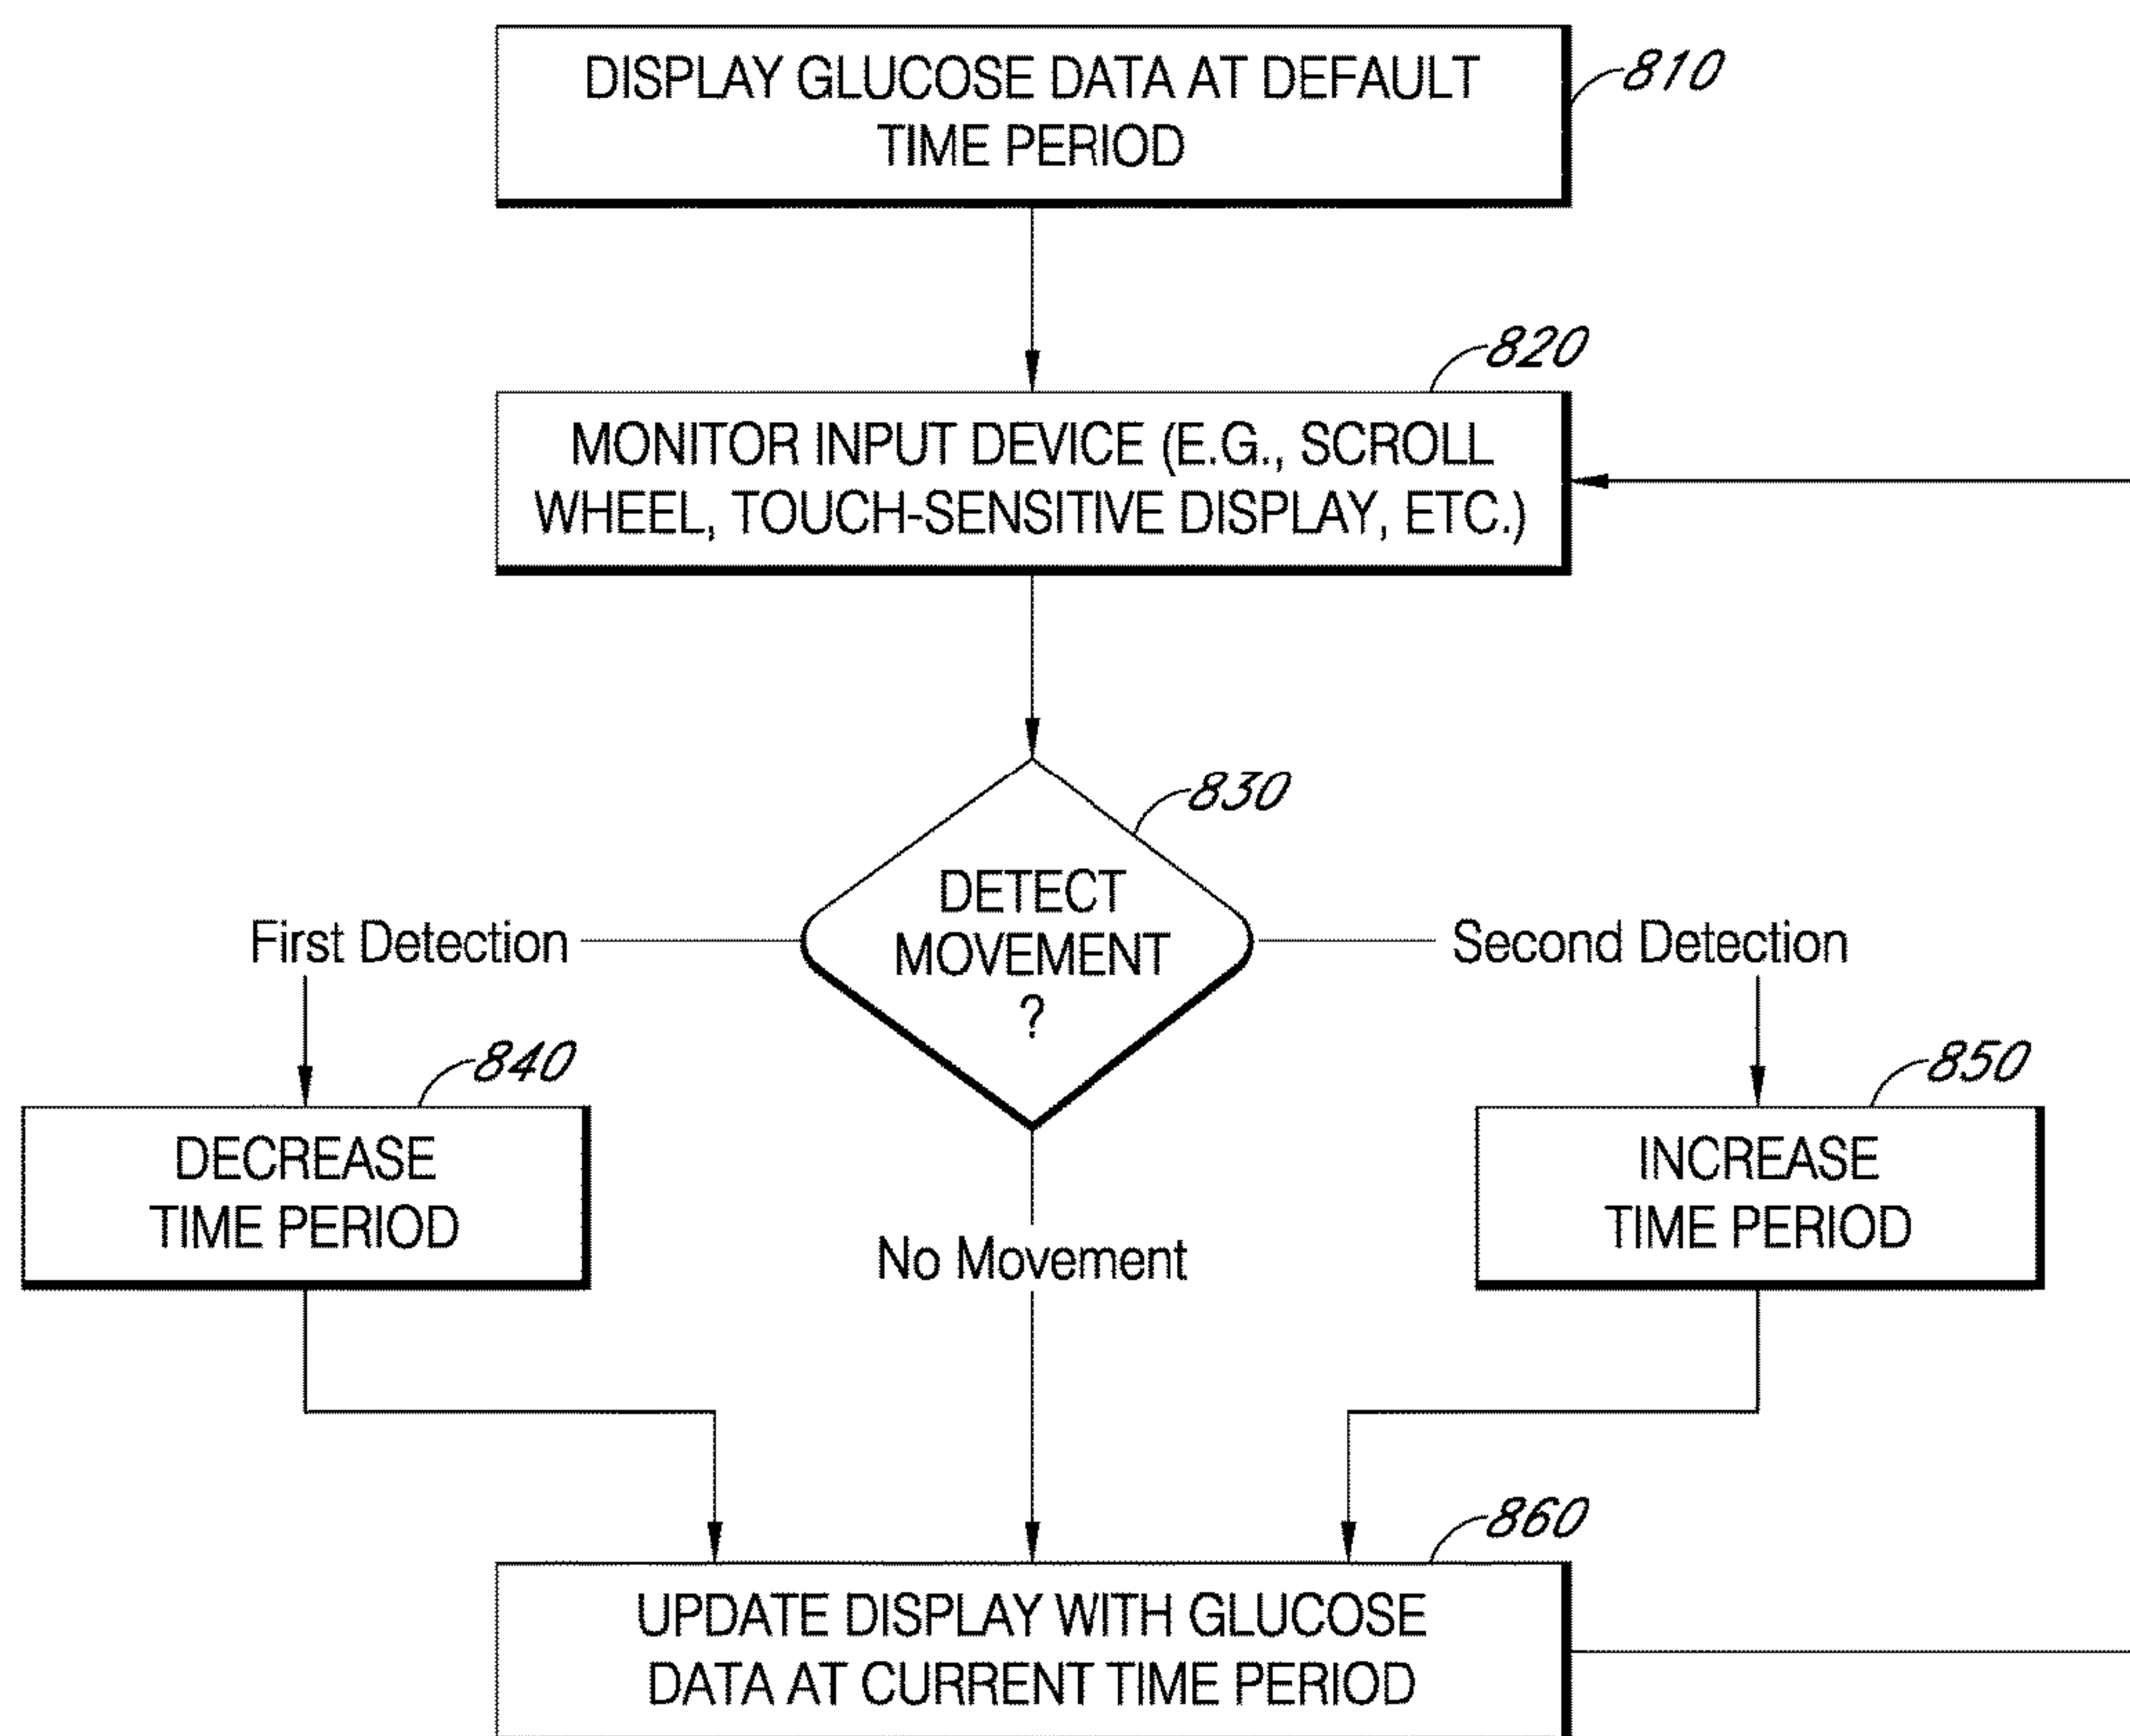 DISPLAY GLUCOSE DATA AT DEFAULT
TIME PERIOD
810
820
MONITOR INPUT DEVICE (E.G., SCROLL
WHEEL, TOUCH-SENSITIVE DISPLAY, ETC.)
830
DETECT
MOVEMENT
?
First Detection
Second Detection
840
850
DECREASE
TIME PERIOD
INCREASE
TIME PERIOD
No Movement
860
UPDATE DISPLAY WITH GLUCOSE
DATA AT CURRENT TIME PERIOD